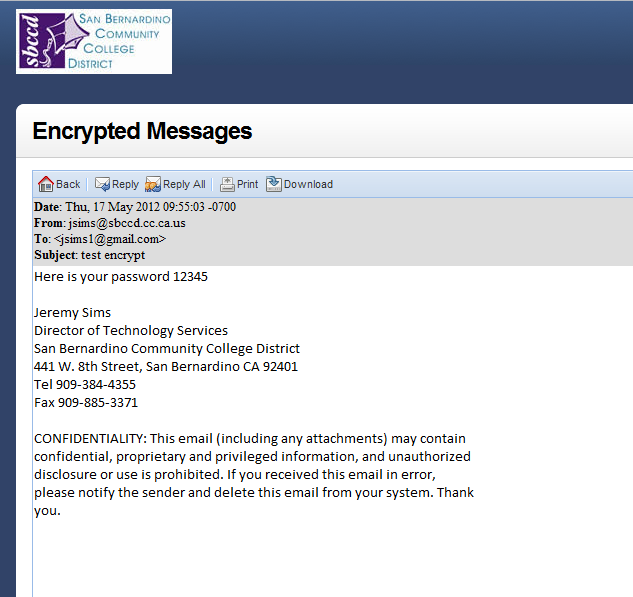 sbccd
SAN BERNARDINO
COMMUNITY
COLLEGE
DISTRICT
Encrypted Messages
Back Reply Reply All Print Download
Date: Thu, 17 May 2012 09:55:03 -0700
From: jsims@sbccd.cc.ca.us
To: <jsims1@gmail.com>
Subject: test encrypt
Here is your password 12345
Jeremy Sims
Director of Technology Services
San Bernardino Community College District
441 W. 8th Street, San Bernardino CA 92401
Tel 909-384-4355
Fax 909-885-3371
CONFIDENTIALITY: This email (including any attachments) may contain
confidential, proprietary and privileged information, and unauthorized
disclosure or use is prohibited. If you received this email in error,
please notify the sender and delete this email from your system. Thank
you.